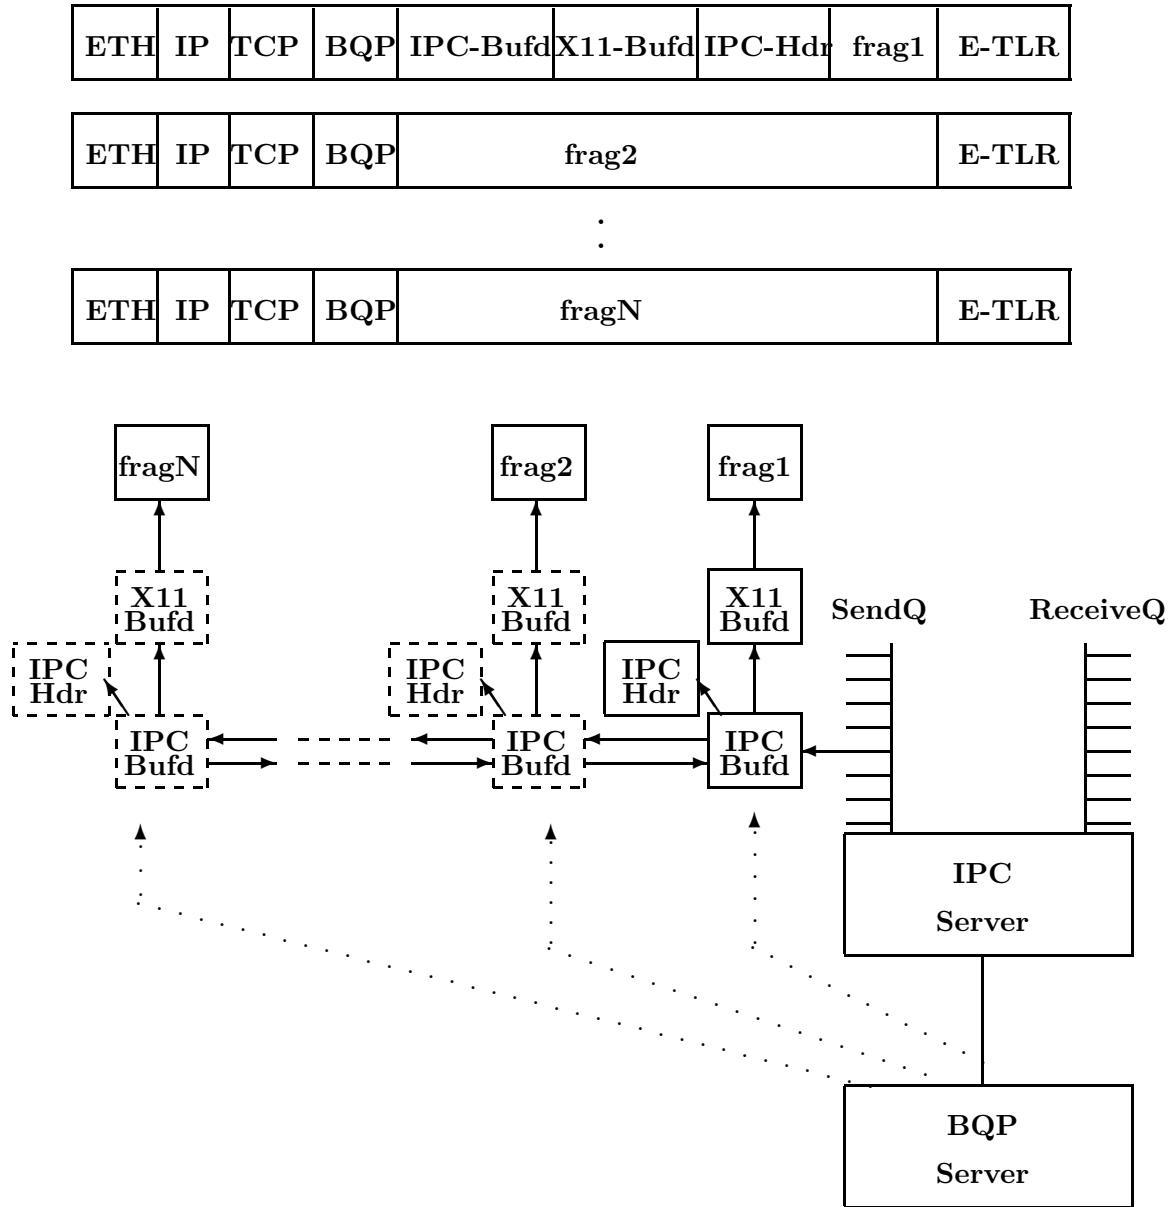 ETH IP TCP BQP IPC-Bufd X11-Bufd IPC-Hdr frag1 E-TLR
ETH IP TCP BQP frag2 E-TLR
.
.
ETH IP TCP BQP fragN E-TLR
fragN frag2 frag1
X11 X11 X11 SendQ ReceiveQ
Bufd Bufd Bufd
IPC IPC IPC
Hdr Hdr Hdr
IPC IPC IPC
Bufd Bufd Bufd
IPC
Server
BQP
Server